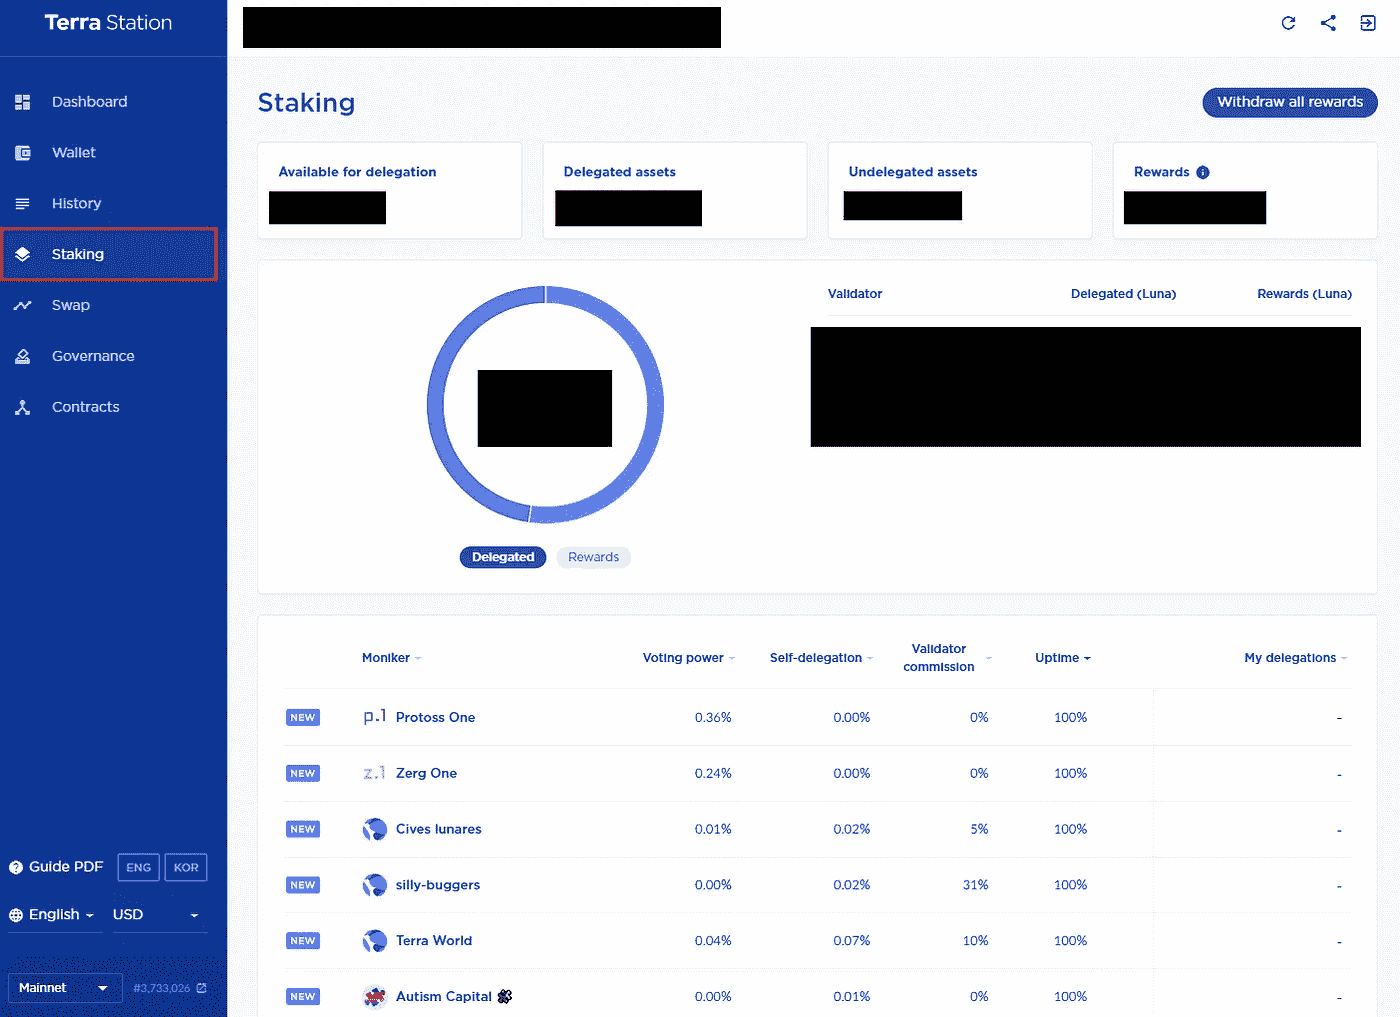 Terra Station
Dashboard
Wallet
History
Staking
Swap
Governance
Contracts
Guide PDF ENG KOR
English USD
Mainnet #3,733,026
Staking
Withdraw all rewards
Available for delegation
Delegated assets
Undelegated assets
Rewards
Validator Delegated (Luna) Rewards (Luna)
Delegated Rewards
Moniker Voting power Self-delegation Validator commission Uptime My delegations
NEW p.1 Protoss One 0.36% 0.00% 0% 100% -
NEW z.1 Zerg One 0.24% 0.00% 0% 100% -
NEW Cives lunares 0.01% 0.02% 5% 100% -
NEW silly-buggers 0.00% 0.02% 31% 100% -
NEW Terra World 0.04% 0.07% 10% 100% -
NEW Autism Capital 0.00% 0.01% 0% 100% -